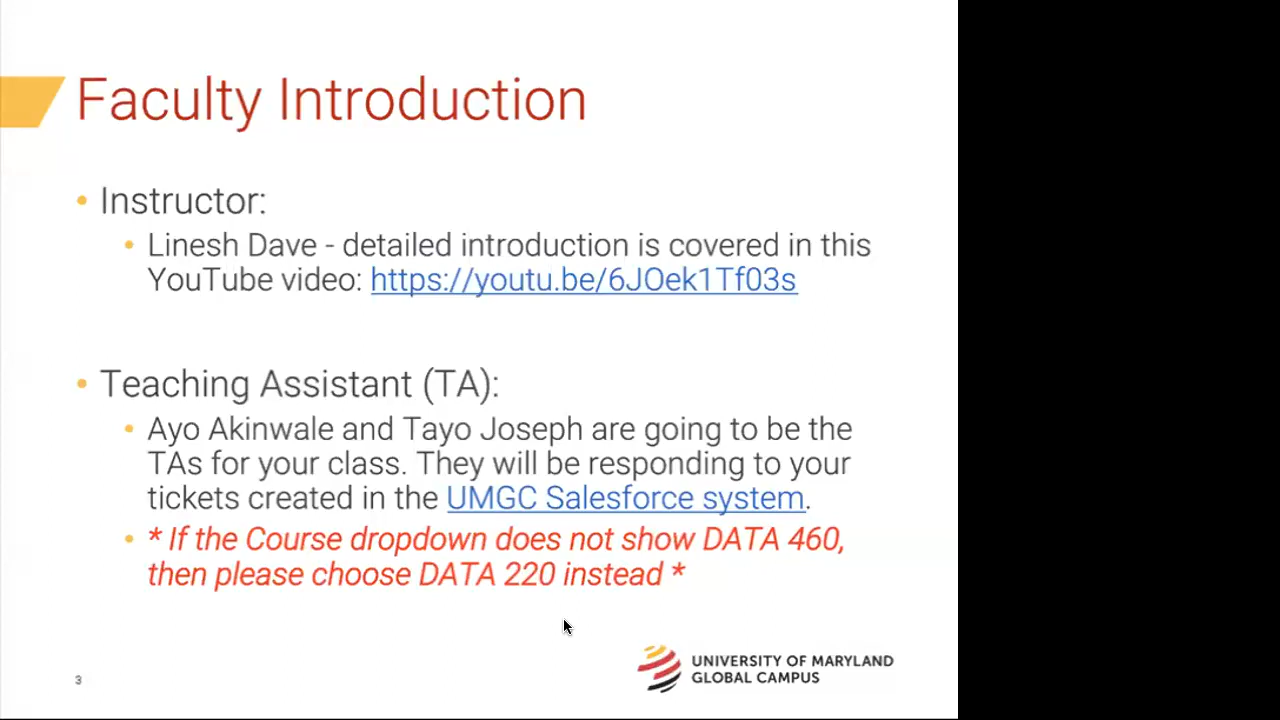 Faculty Introduction
• Instructor:
• Linesh Dave - detailed introduction is covered in this
YouTube video: https://youtu.be/6JOek1Tf03s
• Teaching Assistant (TA):
• Ayo Akinwale and Tayo Joseph are going to be the
TAs for your class. They will be responding to your
tickets created in the UMGC Salesforce system.
• * If the Course dropdown does not show DATA 460,
then please choose DATA 220 instead *
3
UNIVERSITY OF MARYLAND
GLOBAL CAMPUS